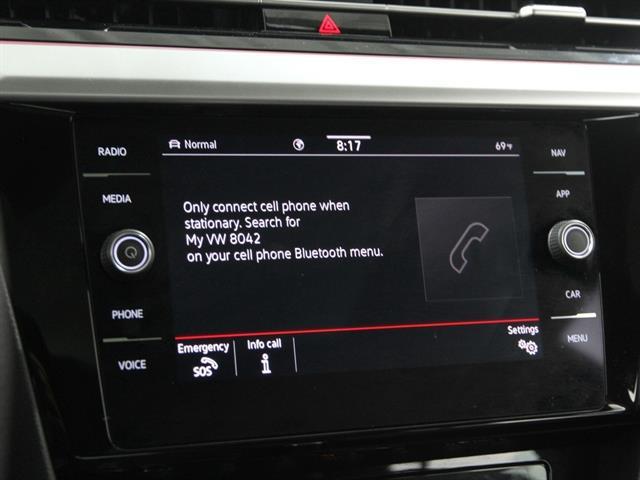 Normal
8:17
69°F
RADIO
MEDIA
PHONE
VOICE
Only connect cell phone when
stationary. Search for
My VW 8042
on your cell phone Bluetooth menu.
Emergency
SOS
Info call
Settings
NAV
APP
CAR
MENU